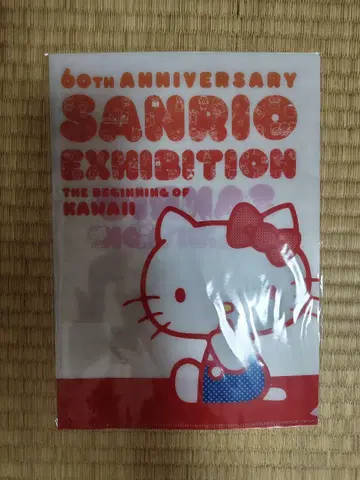 60TH ANNIVERSARY
SANRIO
EXHIBITION
THE BEGINNING OF
KAWAII